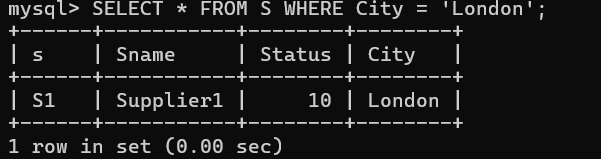 mysql> SELECT * FROM S WHERE City = 'London';
+------+-----------+--------+--------+
| s    | Sname     | Status | City   |
+------+-----------+--------+--------+
| S1   | Supplier1 |     10 | London |
+------+-----------+--------+--------+
1 row in set (0.00 sec)